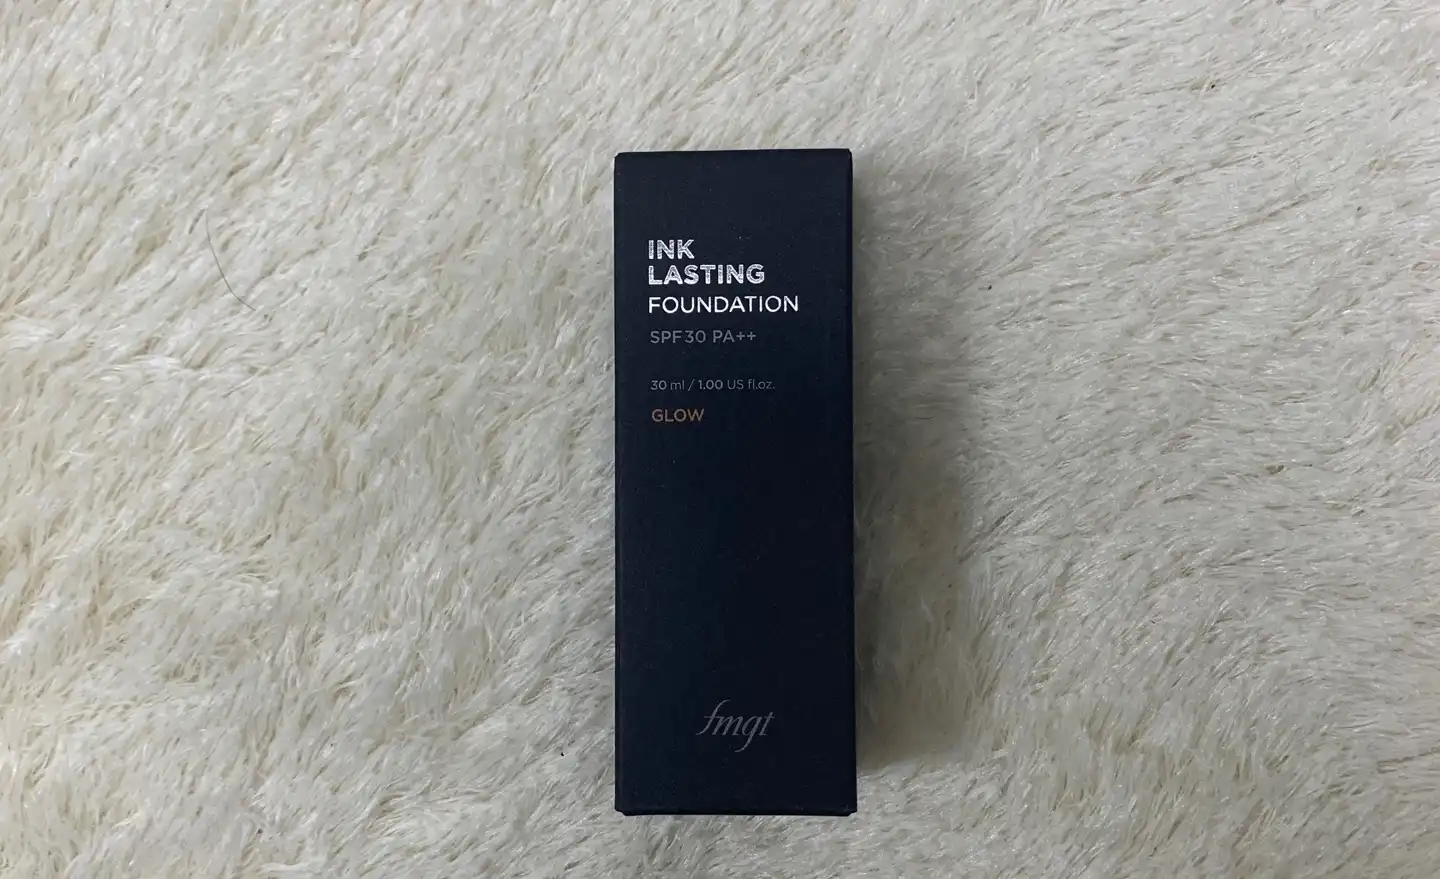 INK
LASTING
FOUNDATION
SPF30 PA++
30 ml / 1.00 US fl.oz.
GLOW
fmgt